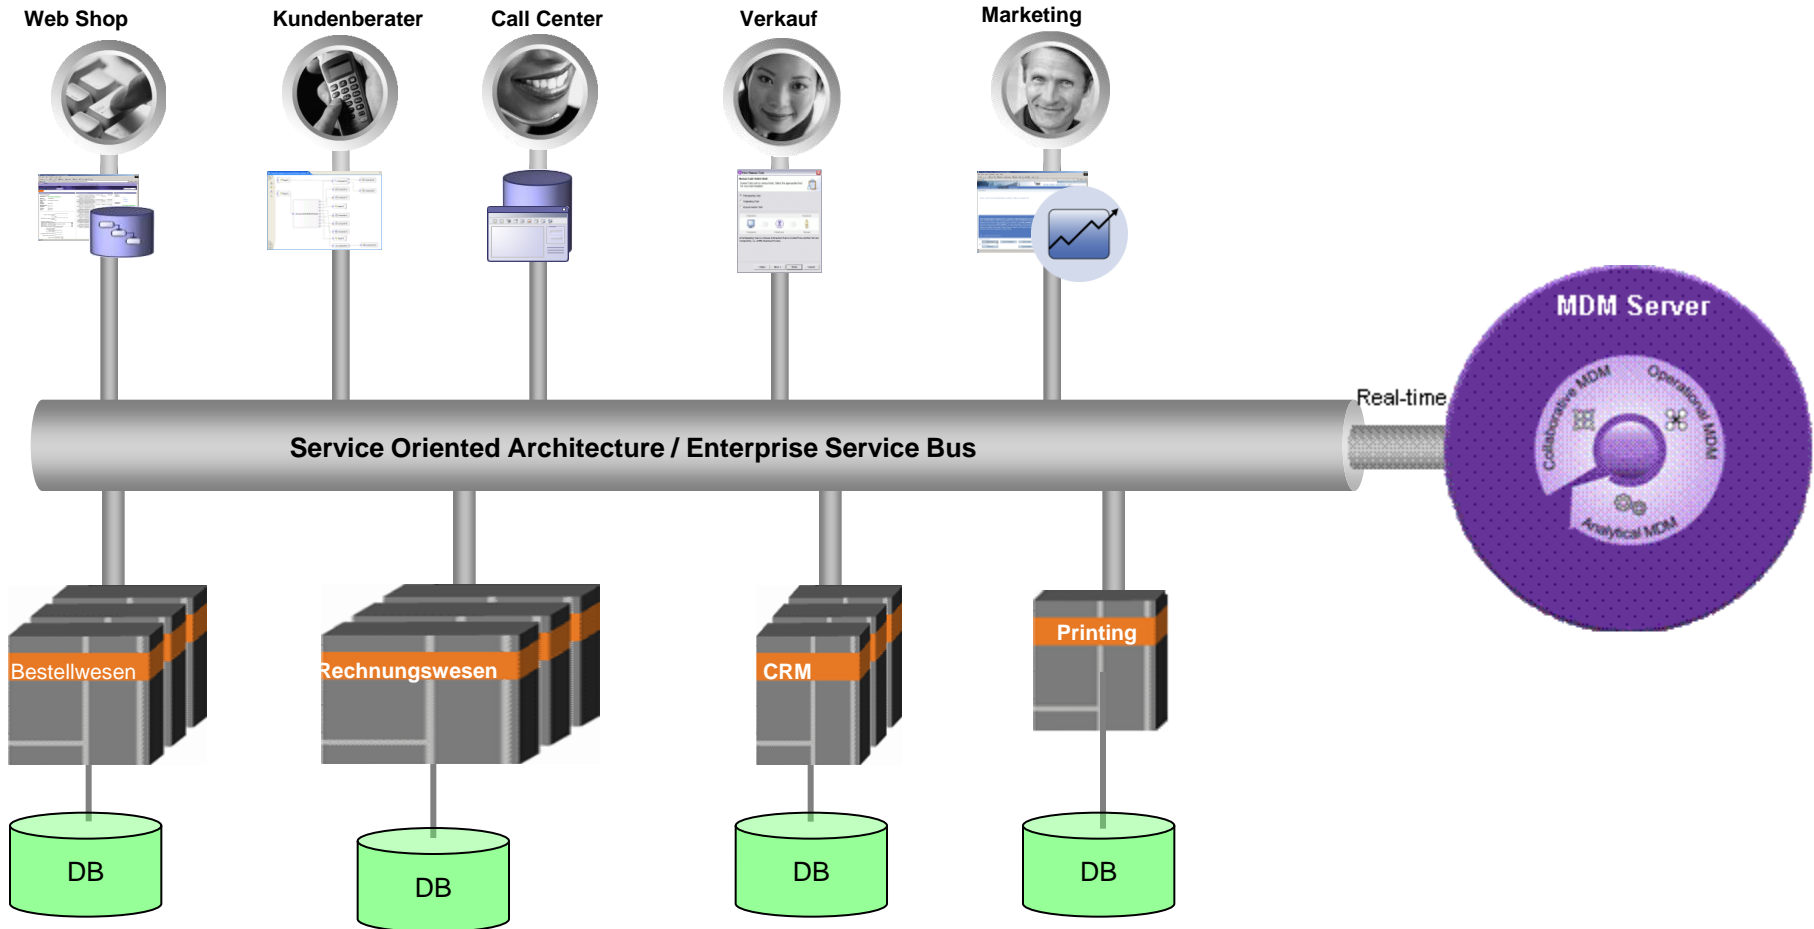 Web Shop
Kundenberater
Call Center
Verkauf
Marketing
MDM Server
Collaborative MDM
Operational MDM
Analytical MDM
Real-time
Service Oriented Architecture / Enterprise Service Bus
Bestellwesen
Rechnungswesen
CRM
Printing
DB
DB
DB
DB